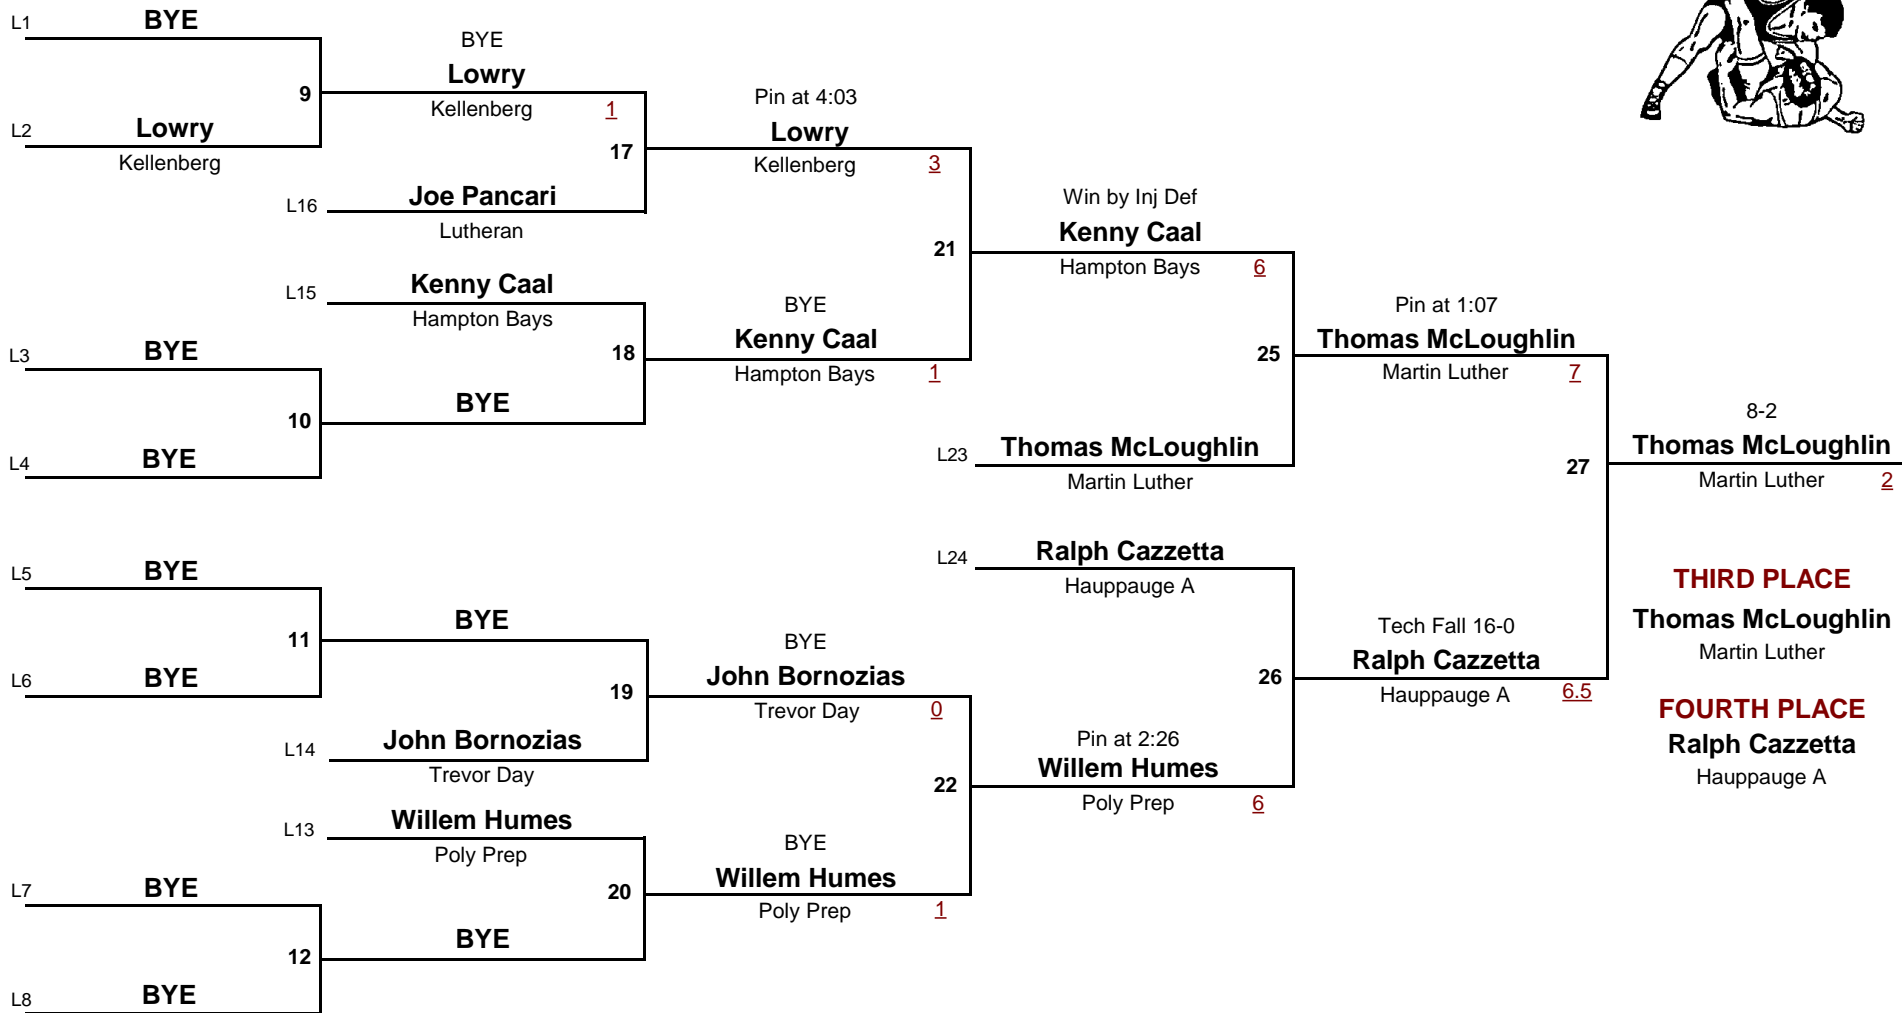 L1
BYE
9
L2
Lowry
Kellenberg
BYE
Lowry
Kellenberg
1
17
L16
Joe Pancari
Lutheran
Pin at 4:03
Lowry
Kellenberg
3
21
L15
Kenny Caal
Hampton Bays
18
L3
BYE
10
BYE
L4
BYE
BYE
Kenny Caal
Hampton Bays
1
Win by Inj Def
Kenny Caal
Hampton Bays
6
25
L23
Thomas McLoughlin
Martin Luther
Pin at 1:07
Thomas McLoughlin
Martin Luther
7
27
8-2
Thomas McLoughlin
Martin Luther
2
L5
BYE
11
L6
BYE
BYE
19
L14
John Bornozias
Trevor Day
BYE
John Bornozias
Trevor Day
0
22
L13
Willem Humes
Poly Prep
20
L7
BYE
12
BYE
L8
BYE
BYE
Willem Humes
Poly Prep
1
L24
Ralph Cazzetta
Hauppauge A
26
Pin at 2:26
Willem Humes
Poly Prep
6
Tech Fall 16-0
Ralph Cazzetta
Hauppauge A
6.5
THIRD PLACE
Thomas McLoughlin
Martin Luther
FOURTH PLACE
Ralph Cazzetta
Hauppauge A